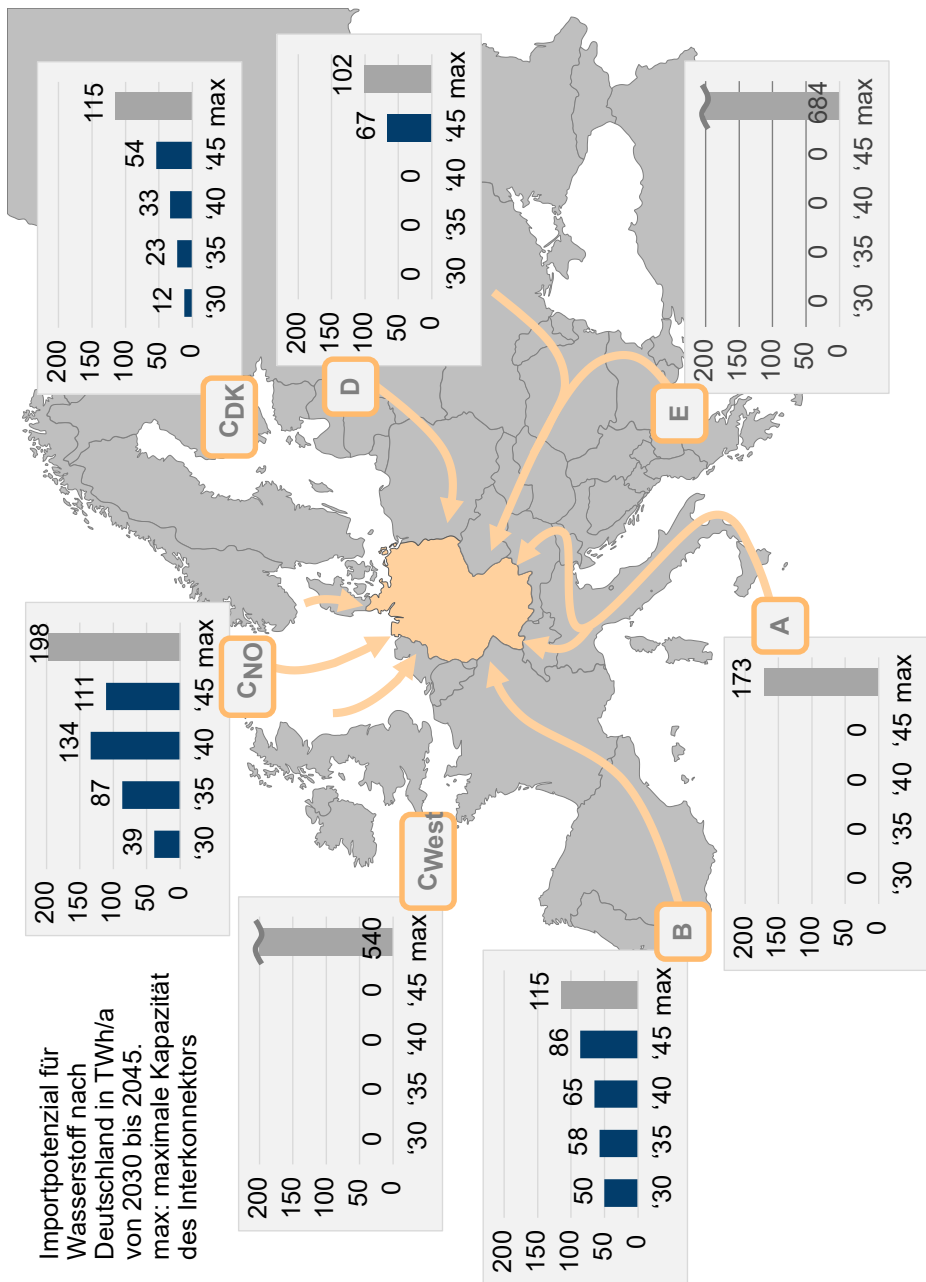 Importpotenzial für
Wasserstoff nach
Deutschland in TWh/a
von 2030 bis 2045.
max: maximale Kapazität
des Interkonnektors
200
150
100
50
0
39 87 134 111 198
‘30 ‘35 ‘40 ‘45 max
CNO
200
150
100
50
0
12 23 33 54 115
‘30 ‘35 ‘40 ‘45 max
CDK
200
150
100
50
0
0 0 0 0 540
‘30 ‘35 ‘40 ‘45 max
CWest
200
150
100
50
0
0 0 0 67 102
‘30 ‘35 ‘40 ‘45 max
D
200
150
100
50
0
50 58 65 86 115
‘30 ‘35 ‘40 ‘45 max
B
200
150
100
50
0
0 0 0 0 173
‘30 ‘35 ‘40 ‘45 max
A
200
150
100
50
0
0 0 0 0 684
‘30 ‘35 ‘40 ‘45 max
E